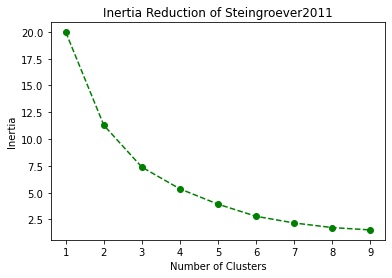 Inertia Reduction of Steingroever2011
20.0
17.5
15.0
12.5
10.0
7.5
5.0
2.5
Inertia
1 2 3 4 5 6 7 8 9
Number of Clusters